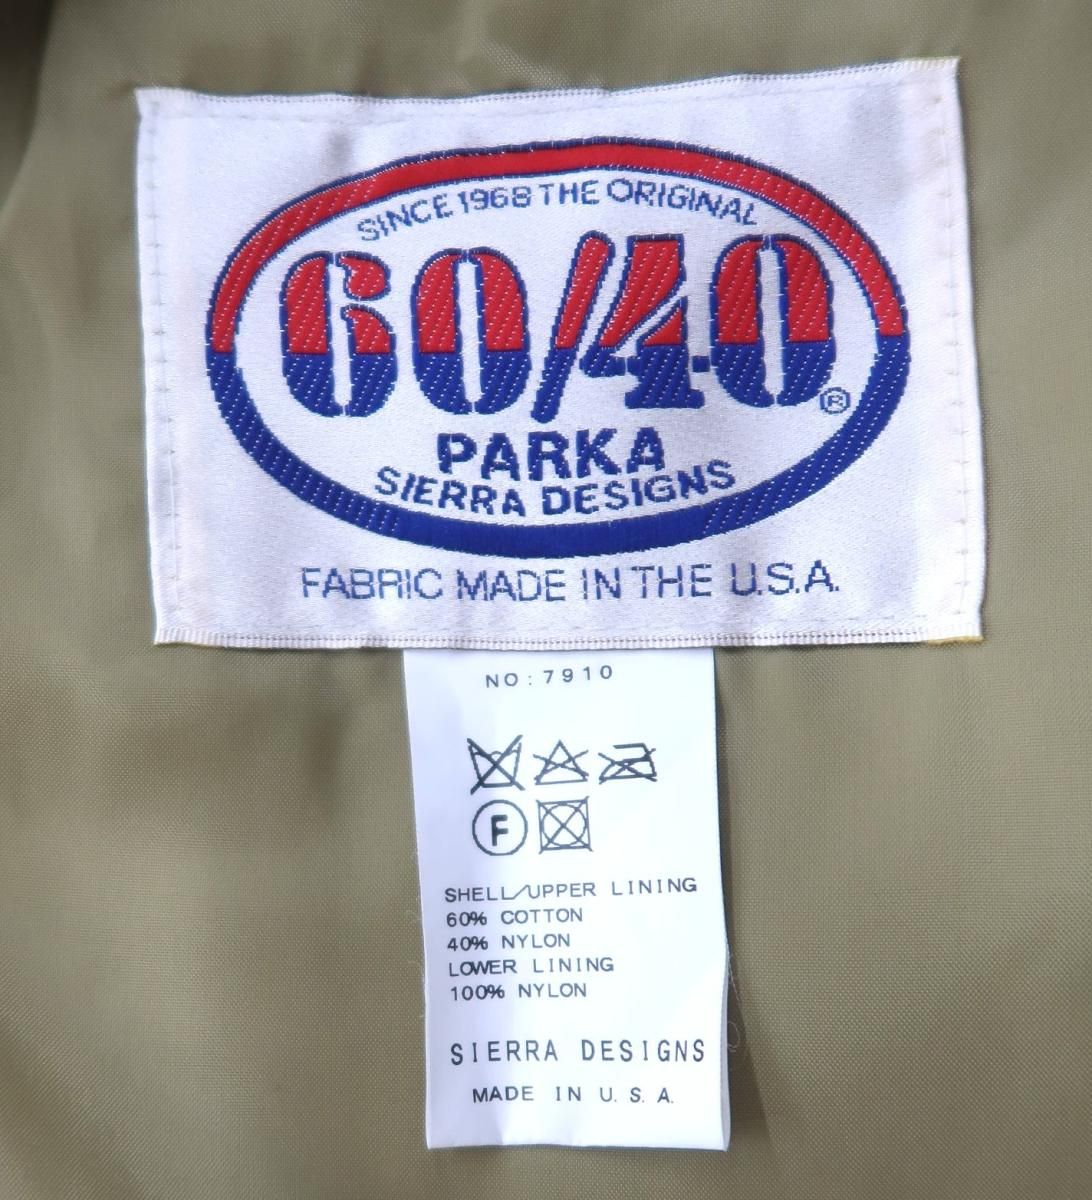 SINCE 1968 THE ORIGINAL
60/40
®
PARKA
SIERRA DESIGNS
FABRIC MADE IN THE U.S.A.
NO:7910
F
SHELL/UPPER LINING
60% COTTON
40% NYLON
LOWER LINING
100% NYLON
SIERRA DESIGNS
MADE IN U.S.A.